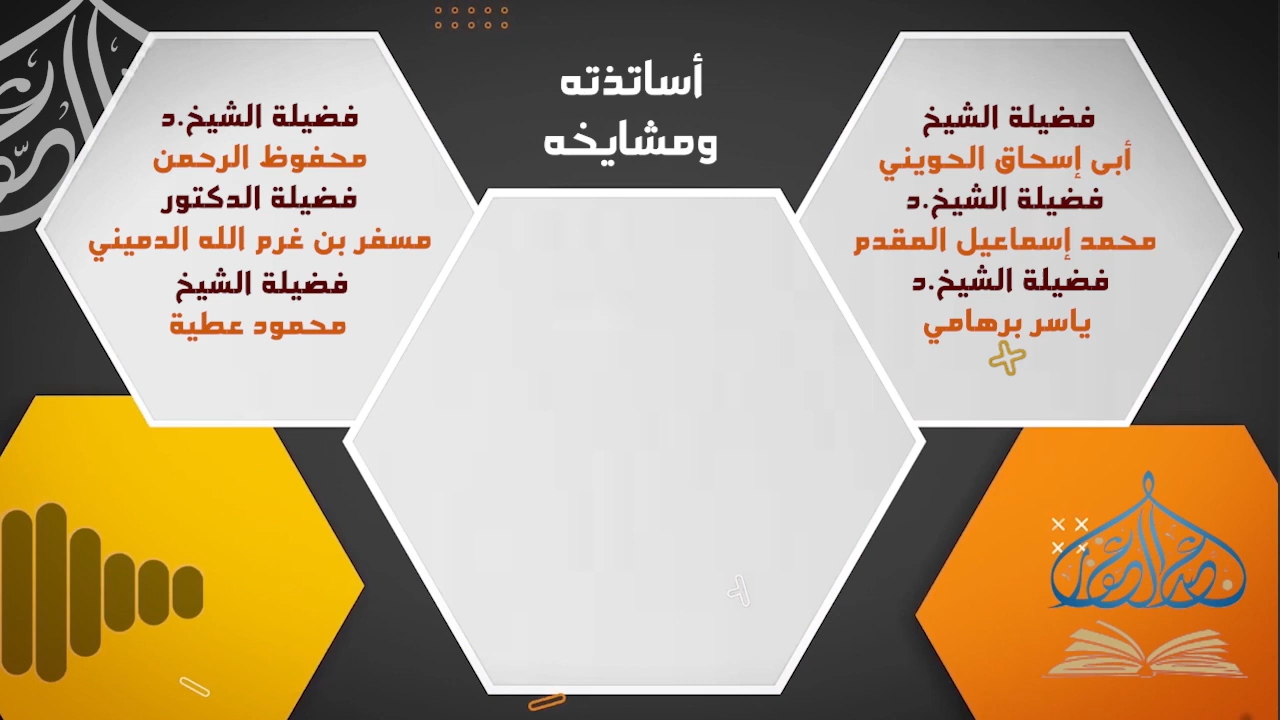 أساتذته
ومشايخه
فضيلة الشيخ
أبى إسحاق الحويني
فضيلة الشيخ.د
محمد إسماعيل المقدم
فضيلة الشيخ.د
ياسر برهامي
فضيلة الشيخ.د
محفوظ الرحمن
فضيلة الدكتور
مسفر بن غرم الله الدميني
فضيلة الشيخ
محمود عطية